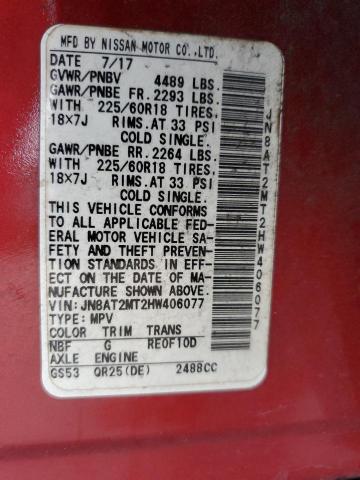 MFD BY NISSAN MOTOR CO.,LTD.
DATE 7/17
GVWR/PNBV 4489 LBS.
GAWR/PNBE FR.2293 LBS.
WITH 225/60R18 TIRES.
18X7J RIMS.AT 33 PSI
COLD SINGLE.
GAWR/PNBE RR.2264 LBS.
WITH 225/60R18 TIRES.
18X7J RIMS.AT 33 PSI
COLD SINGLE.
THIS VEHICLE CONFORMS
TO ALL APPLICABLE FED-
ERAL MOTOR VEHICLE SA-
FETY AND THEFT PREVEN-
TION STANDARDS IN EFF-
ECT ON THE DATE OF MA-
NUFACTURE SHOWN ABOVE.
VIN:JN8AT2MT2HW406077
TYPE: MPV
COLOR TRIM TRANS
NBF G RE0F10D
AXLE ENGINE
GS53 QR25(DE) 2488CC
JN8AT2MT2HW406077